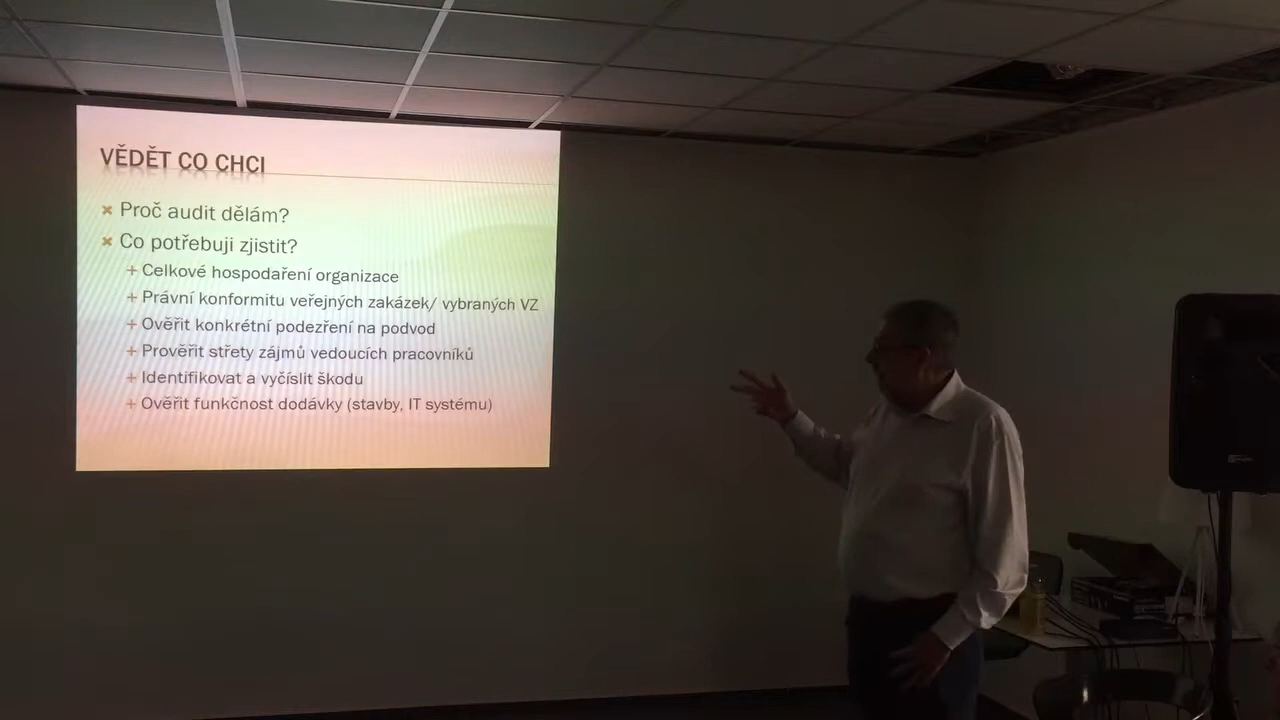 VĚDĚT CO CHCI
Proč audit dělám?
Co potřebuji zjistit?
Celkové hospodaření organizace
Právní konformitu veřejných zakázek/ vybraných VZ
Ověřit konkrétní podezření na podvod
Prověřit střety zájmů vedoucích pracovníků
Identifikovat a vyčíslit škodu
Ověřit funkčnost dodávky (stavby, IT systému)